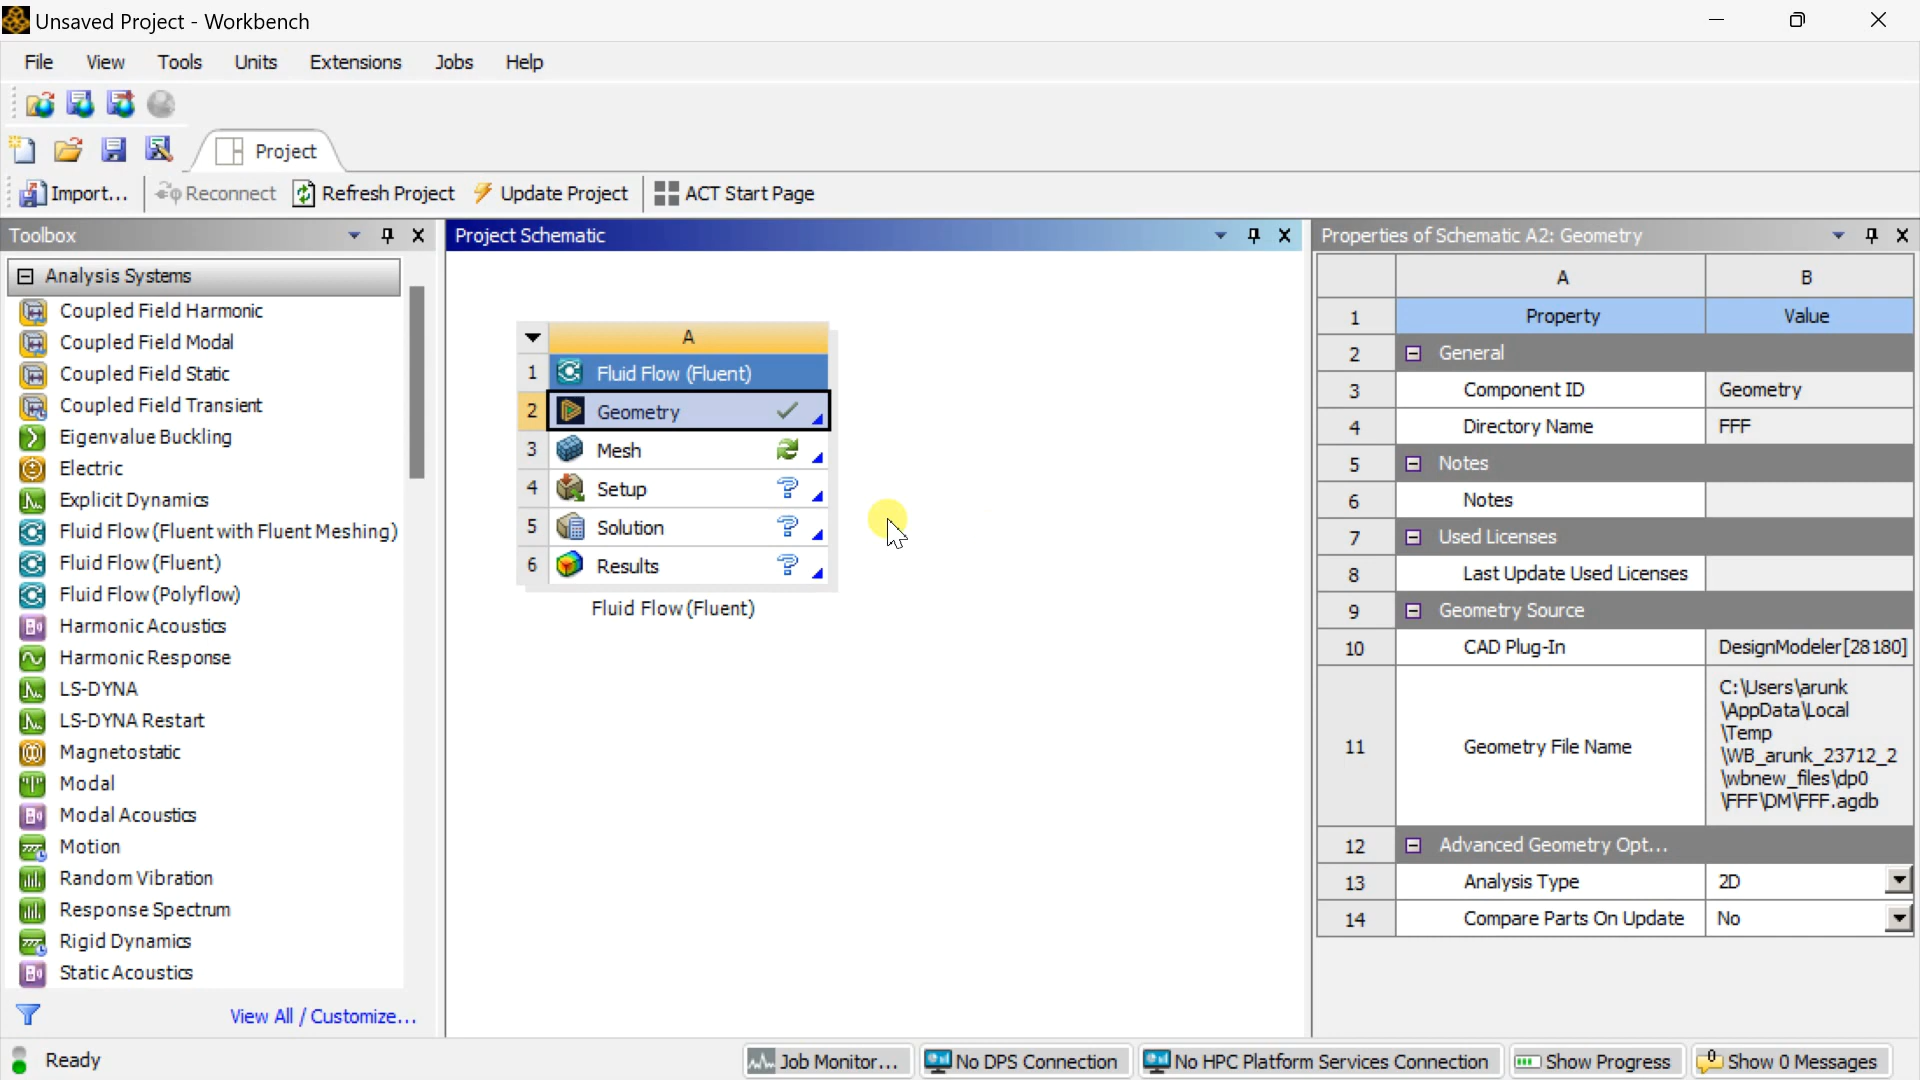 Unsaved Project - Workbench
File View Tools Units Extensions Jobs Help
Project
Import... Reconnect Refresh Project Update Project ACT Start Page
Toolbox
Analysis Systems
Coupled Field Harmonic
Coupled Field Modal
Coupled Field Static
Coupled Field Transient
Eigenvalue Buckling
Electric
Explicit Dynamics
Fluid Flow (Fluent with Fluent Meshing)
Fluid Flow (Fluent)
Fluid Flow (Polyflow)
Harmonic Acoustics
Harmonic Response
LS-DYNA
LS-DYNA Restart
Magnetostatic
Modal
Modal Acoustics
Motion
Random Vibration
Response Spectrum
Rigid Dynamics
Static Acoustics
View All / Customize...
Project Schematic
A
1 Fluid Flow (Fluent)
2 Geometry
3 Mesh
4 Setup
5 Solution
6 Results
Fluid Flow (Fluent)
Properties of Schematic A2: Geometry
A B
1 Property Value
2 General
3 Component ID Geometry
4 Directory Name FFF
5 Notes
6 Notes
7 Used Licenses
8 Last Update Used Licenses
9 Geometry Source
10 CAD Plug-In DesignModeler[28180]
11 Geometry File Name
C:\Users\arunk
\AppData\Local
\Temp
\WB_arunk_23712_2
\wbnew_files\dp0
\FFF\DM\FFF.agdb
12 Advanced Geometry Opt...
13 Analysis Type 2D
14 Compare Parts On Update No
Ready Job Monitor... No DPS Connection No HPC Platform Services Connection Show Progress Show 0 Messages